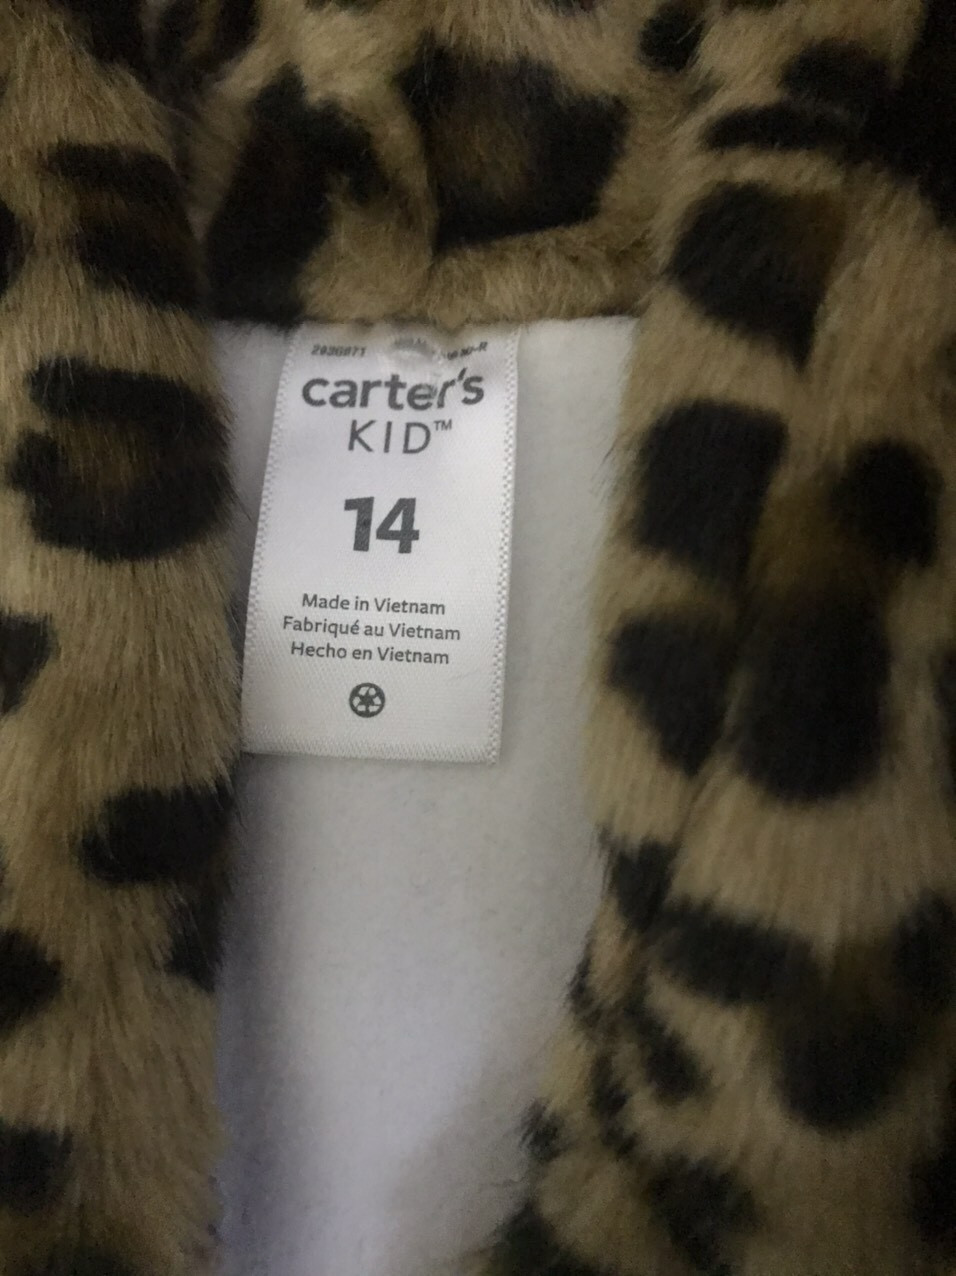 carter's
KID™
14
Made in Vietnam
Fabriqué au Vietnam
Hecho en Vietnam